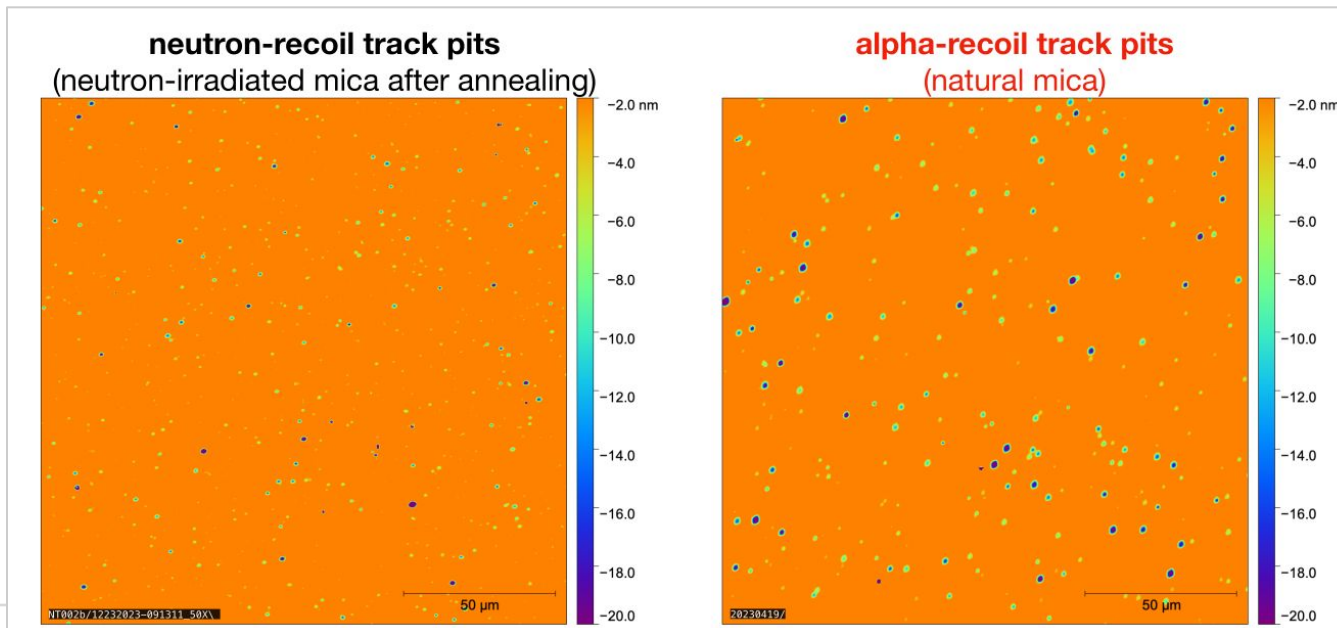 neutron-recoil track pits
(neutron-irradiated mica after annealing)
−2.0 nm
−4.0
−6.0
−8.0
−10.0
−12.0
−14.0
−16.0
−18.0
−20.0
50 µm
NT002b/12232023-091311_50X\
alpha-recoil track pits
(natural mica)
−2.0 nm
−4.0
−6.0
−8.0
−10.0
−12.0
−14.0
−16.0
−18.0
−20.0
50 µm
20230419/